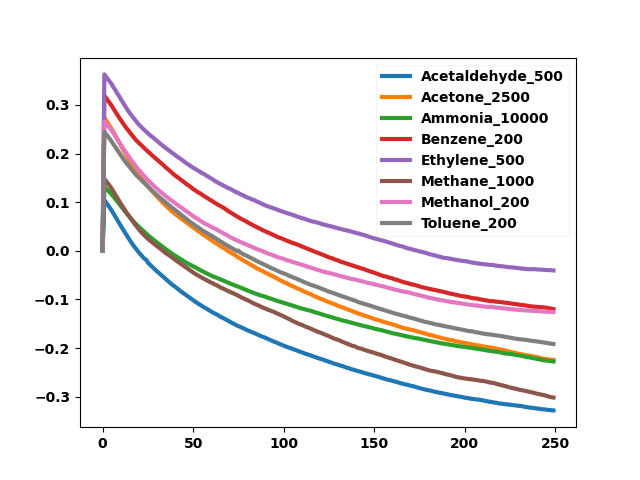 Acetaldehyde_500
Acetone_2500
Ammonia_10000
Benzene_200
Ethylene_500
Methane_1000
Methanol_200
Toluene_200
0.3
0.2
0.1
0.0
−0.1
−0.2
−0.3
0 50 100 150 200 250